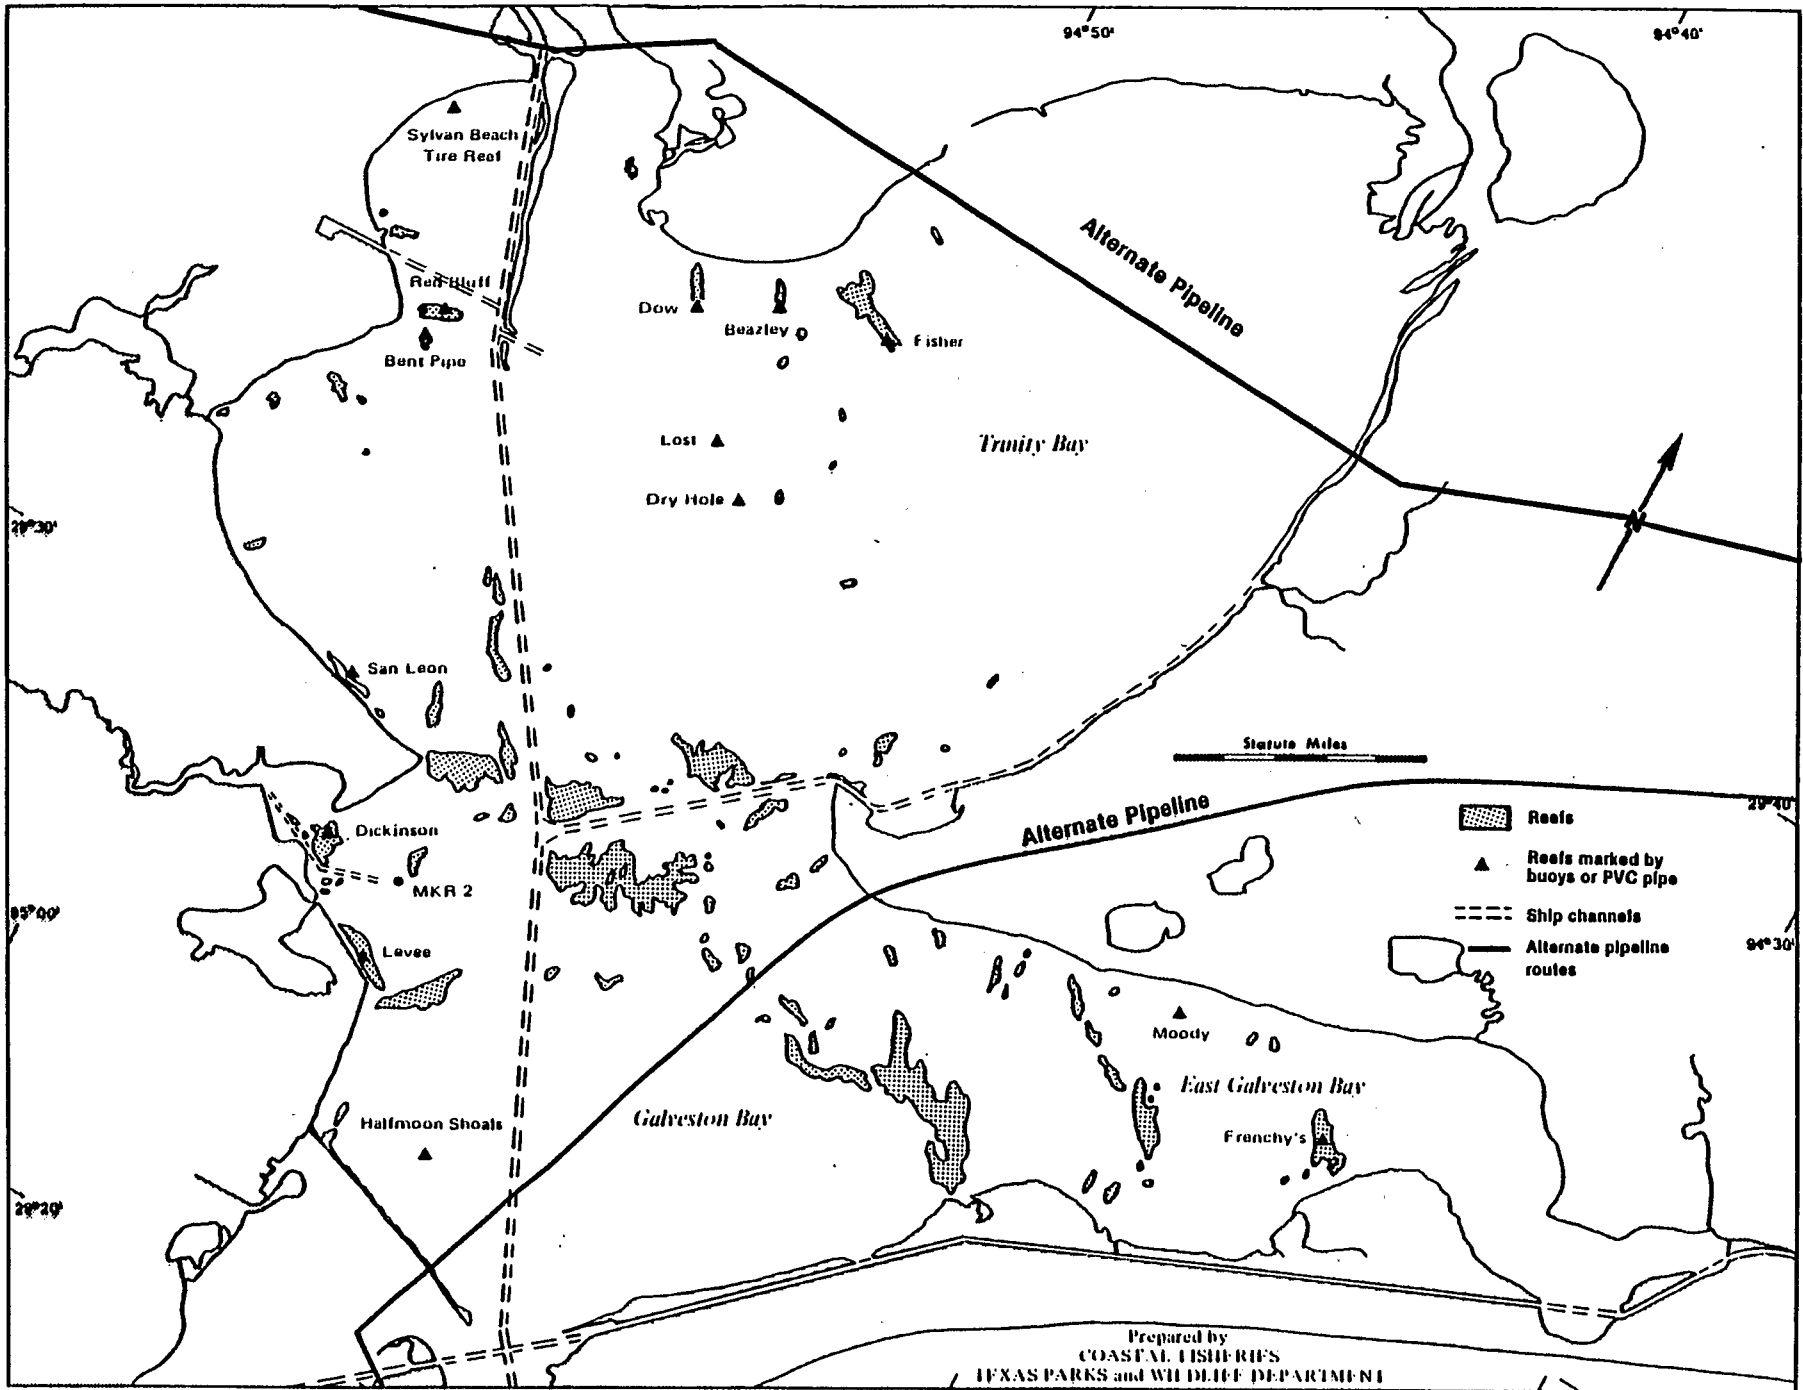 94°50'
94°40'
Sylvan Beach
Tire Reef
Alternate Pipeline
Red Bluff
Dow
Beazley
Fisher
Bent Pipe
Lost
Trinity Bay
Dry Hole
N
29°30'
San Leon
Statute Miles
Alternate Pipeline
29°40'
Reefs
Dickinson
Reefs marked by
buoys or PVC pipe
MKR 2
95°00'
Ship channels
94°30'
Levee
Alternate pipeline
routes
Moody
East Galveston Bay
Galveston Bay
Halfmoon Shoals
Frenchy's
29°20'
Prepared by
COASTAL FISHERIES
TEXAS PARKS and WILDLIFE DEPARTMENT